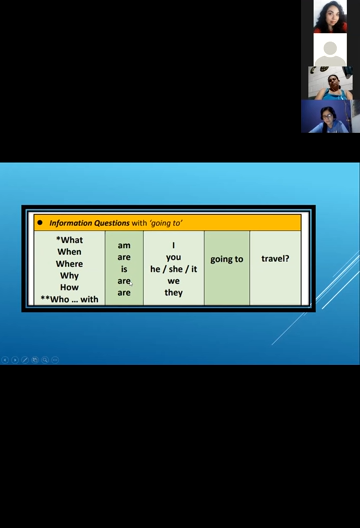 ● Information Questions with 'going to'
*What
When
Where
Why
How
**Who ... with
am
are
is
are
are
I
you
he / she / it
we
they
going to
travel?